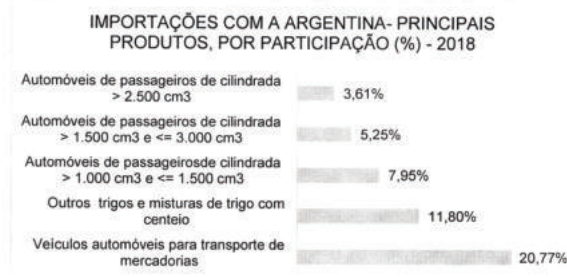 IMPORTAÇÕES COM A ARGENTINA- PRINCIPAIS
PRODUTOS, POR PARTICIPAÇÃO (%) - 2018
Automóveis de passageiros de cilindrada
> 2.500 cm3
3,61%
Automóveis de passageiros de cilindrada
> 1.500 cm3 e <= 3.000 cm3
5,25%
Automóveis de passageirosde cilindrada
> 1.000 cm3 e <= 1.500 cm3
7,95%
Outros trigos e misturas de trigo com
centeio
11,80%
Veículos automóveis para transporte de
mercadorias
20,77%